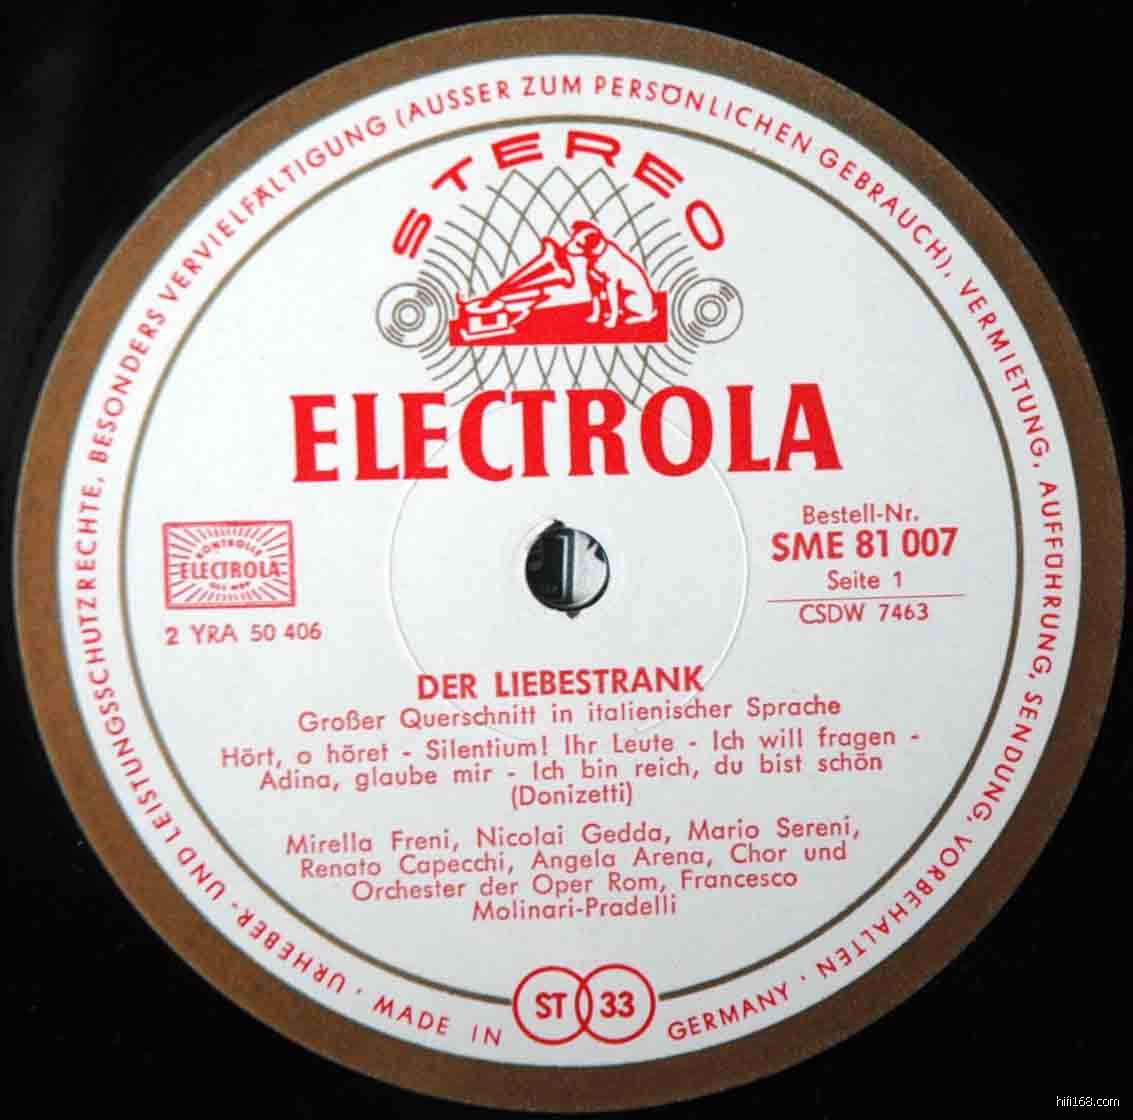 URHEBER- UND LEISTUNGSSCHUTZRECHTE, BESONDERS VERVIELFÄLTIGUNG (AUSSER ZUM PERSÖNLICHEN GEBRAUCH), VERMIETUNG, AUFFÜHRUNG, SENDUNG, VORBEHALTEN ·
STEREO
ELECTROLA
KONTROLLE
ELECTROLA
Bestell-Nr.
SME 81 007
Seite 1
CSDW 7463
2 YRA 50 406
DER LIEBESTRANK
Großer Querschnitt in italienischer Sprache
Hört, o höret - Silentium! Ihr Leute - Ich will fragen -
Adina, glaube mir - Ich bin reich, du bist schön
(Donizetti)
Mirella Freni, Nicolai Gedda, Mario Sereni,
Renato Capecchi, Angela Arena, Chor und
Orchester der Oper Rom, Francesco
Molinari-Pradelli
ST 33
MADE IN GERMANY ·
hifi168.com